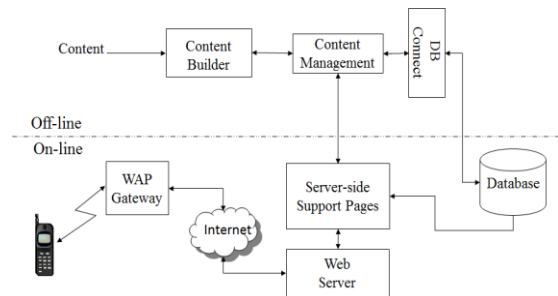 Content
Content
Builder
Content
Management
DB
Connect
Off-line
On-line
WAP
Gateway
Internet
Server-side
Support Pages
Database
Web
Server